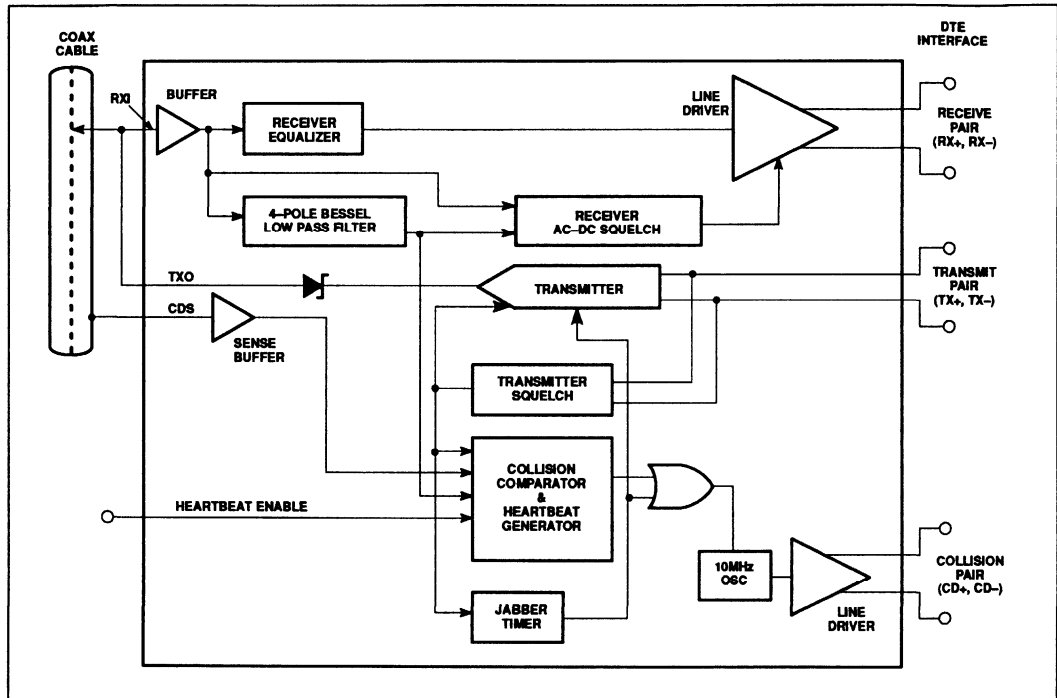 COAX
CABLE
DTE
INTERFACE
RXI
BUFFER
RECEIVER
EQUALIZER
LINE
DRIVER
RECEIVE
PAIR
(RX+, RX–)
4–POLE BESSEL
LOW PASS FILTER
RECEIVER
AC–DC SQUELCH
TXO
TRANSMITTER
TRANSMIT
PAIR
(TX+, TX–)
CDS
SENSE
BUFFER
TRANSMITTER
SQUELCH
COLLISION
COMPARATOR
&
HEARTBEAT
GENERATOR
HEARTBEAT ENABLE
10MHz
OSC
COLLISION
PAIR
(CD+, CD–)
JABBER
TIMER
LINE
DRIVER